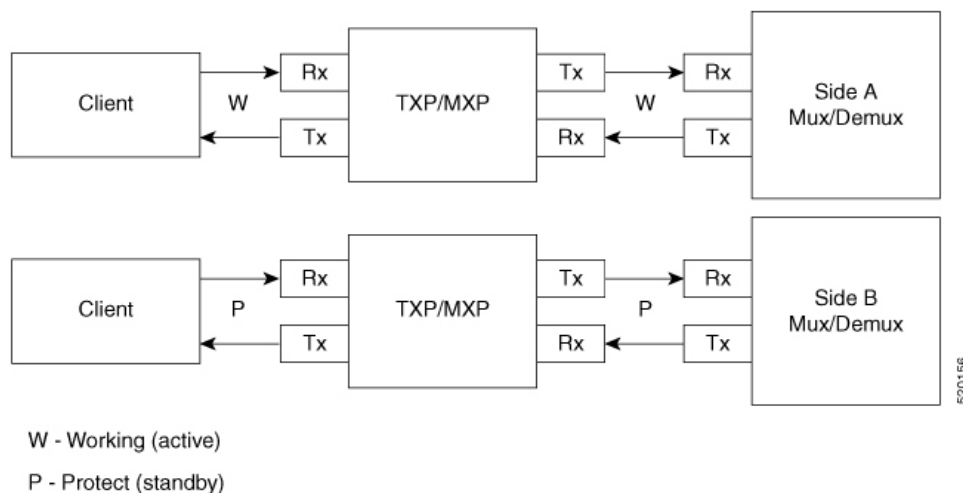 Client
W
Rx
Tx
TXP/MXP
Tx
Rx
W
Rx
Tx
Side A
Mux/Demux
Client
P
Rx
Tx
TXP/MXP
Tx
Rx
P
Rx
Tx
Side B
Mux/Demux
W - Working (active)
P - Protect (standby)
520156